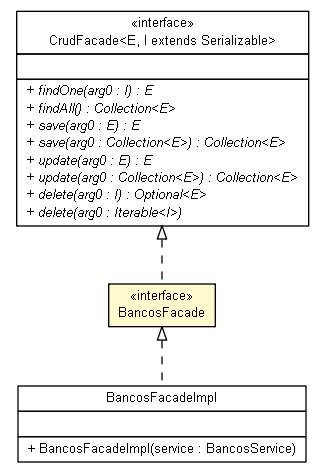 «interface»
CrudFacade<E, I extends Serializable>
+ findOne(arg0 : I) : E
+ findAll() : Collection<E>
+ save(arg0 : E) : E
+ save(arg0 : Collection<E>) : Collection<E>
+ update(arg0 : E) : E
+ update(arg0 : Collection<E>) : Collection<E>
+ delete(arg0 : I) : Optional<E>
+ delete(arg0 : Iterable<I>)
«interface»
BancosFacade
BancosFacadeImpl
+ BancosFacadeImpl(service : BancosService)